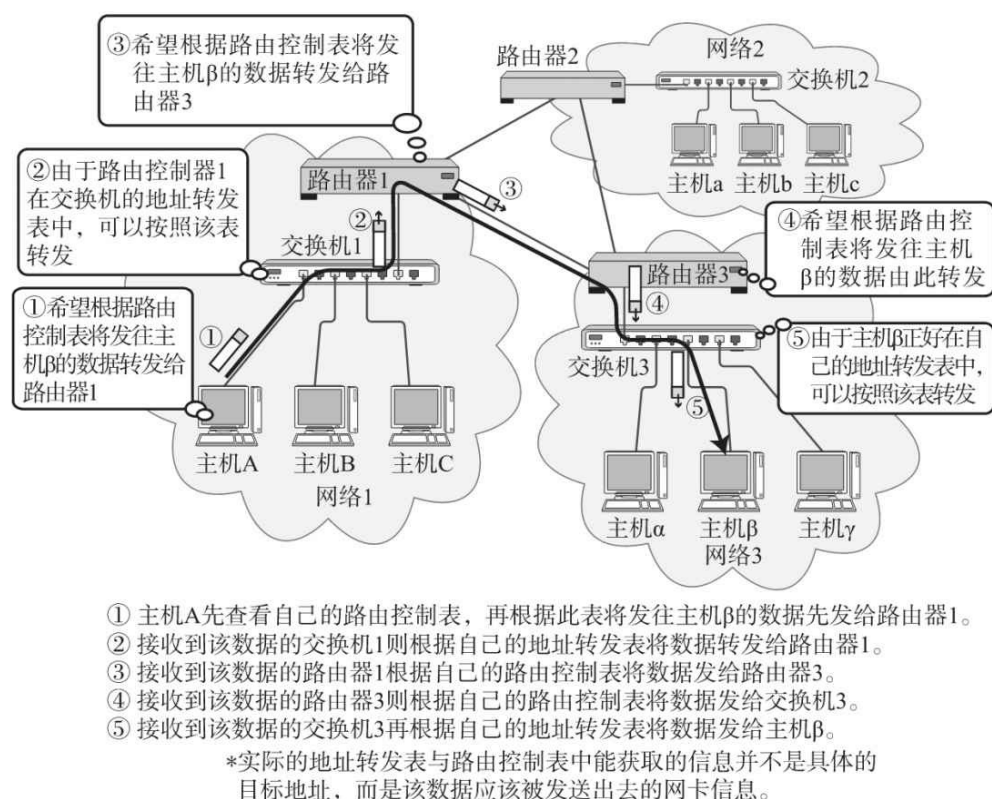 ③希望根据路由控制表将发
往主机β的数据转发给路
由器3
路由器2
网络2
交换机2
主机a
主机b
主机c
②由于路由控制器1
在交换机的地址转发
表中，可以按照该表
转发
路由器1
③
②
交换机1
④希望根据路由控
制表将发往主机
β的数据由此转发
路由器3
④
①希望根据路由
控制表将发往主
机β的数据转发给
路由器1
①
交换机3
⑤由于主机β正好在自
己的地址转发表中，
可以按照该表转发
⑤
主机A
主机B
主机C
网络1
主机α
主机β
主机γ
网络3
① 主机A先查看自己的路由控制表，再根据此表将发往主机β的数据先发给路由器1。
② 接收到该数据的交换机1则根据自己的地址转发表将数据转发给路由器1。
③ 接收到该数据的路由器1根据自己的路由控制表将数据发给路由器3。
④ 接收到该数据的路由器3则根据自己的路由控制表将数据发给交换机3。
⑤ 接收到该数据的交换机3再根据自己的地址转发表将数据发给主机β。
*实际的地址转发表与路由控制表中能获取的信息并不是具体的
目标地址，而是该数据应该被发送出去的网卡信息。